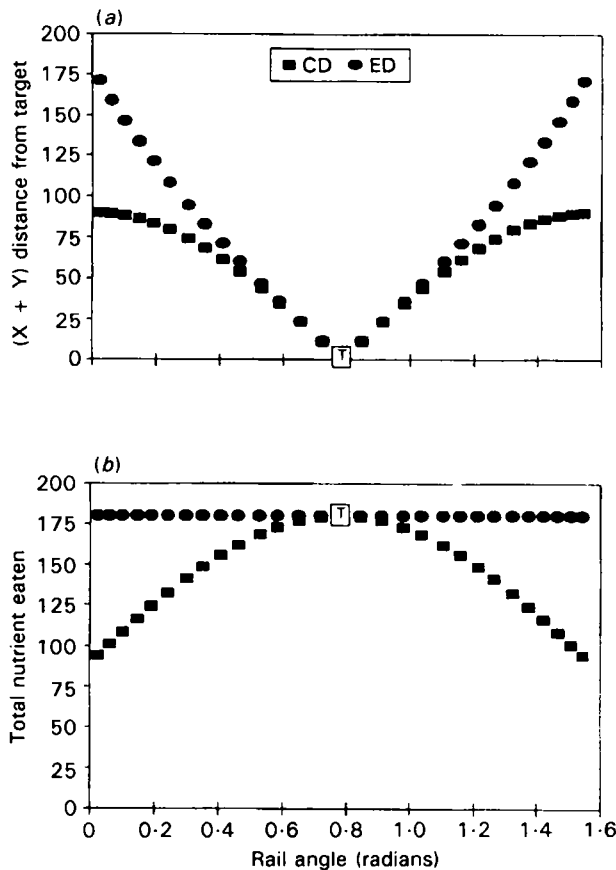 (a)
CD ED
200
175
150
125
100
75
50
25
0
(X + Y) distance from target
T
(b)
200
175
150
125
100
75
50
25
0
Total nutrient eaten
T
0 0·2 0·4 0·6 0·8 1·0 1·2 1·4 1·6
Rail angle (radians)